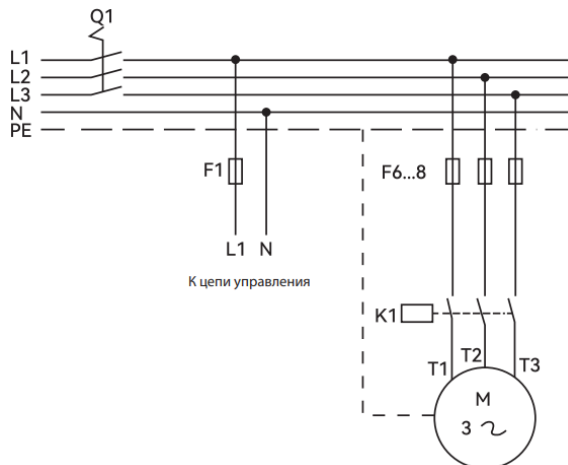 Q1
L1
L2
L3
N
PE
F1
F6...8
L1 N
К цепи управления
K1
T1 T2 T3
M
3 ~